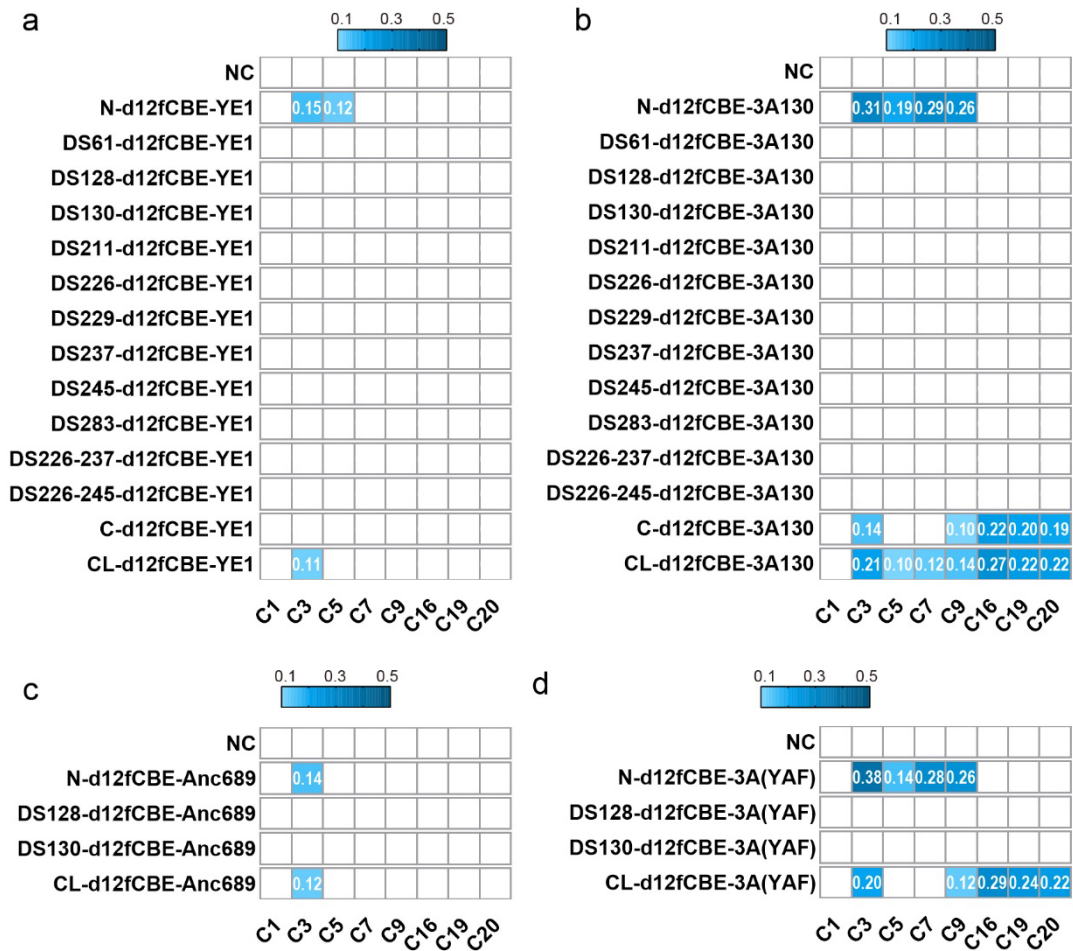 a
0.1 0.3 0.5
NC
N-d12fCBE-YE1 0.15 0.12
DS61-d12fCBE-YE1
DS128-d12fCBE-YE1
DS130-d12fCBE-YE1
DS211-d12fCBE-YE1
DS226-d12fCBE-YE1
DS229-d12fCBE-YE1
DS237-d12fCBE-YE1
DS245-d12fCBE-YE1
DS283-d12fCBE-YE1
DS226-237-d12fCBE-YE1
DS226-245-d12fCBE-YE1
C-d12fCBE-YE1
CL-d12fCBE-YE1 0.11
C1 C3 C5 C7 C9 C16 C19 C20
b
0.1 0.3 0.5
NC
N-d12fCBE-3A130 0.31 0.19 0.29 0.26
DS61-d12fCBE-3A130
DS128-d12fCBE-3A130
DS130-d12fCBE-3A130
DS211-d12fCBE-3A130
DS226-d12fCBE-3A130
DS229-d12fCBE-3A130
DS237-d12fCBE-3A130
DS245-d12fCBE-3A130
DS283-d12fCBE-3A130
DS226-237-d12fCBE-3A130
DS226-245-d12fCBE-3A130
C-d12fCBE-3A130 0.14 0.10 0.22 0.20 0.19
CL-d12fCBE-3A130 0.21 0.10 0.12 0.14 0.27 0.22 0.22
C1 C3 C5 C7 C9 C16 C19 C20
c
0.1 0.3 0.5
NC
N-d12fCBE-Anc689 0.14
DS128-d12fCBE-Anc689
DS130-d12fCBE-Anc689
CL-d12fCBE-Anc689 0.12
C1 C3 C5 C7 C9 C16 C19 C20
d
0.1 0.3 0.5
NC
N-d12fCBE-3A(YAF) 0.38 0.14 0.28 0.26
DS128-d12fCBE-3A(YAF)
DS130-d12fCBE-3A(YAF)
CL-d12fCBE-3A(YAF) 0.20 0.12 0.29 0.24 0.22
C1 C3 C5 C7 C9 C16 C19 C20